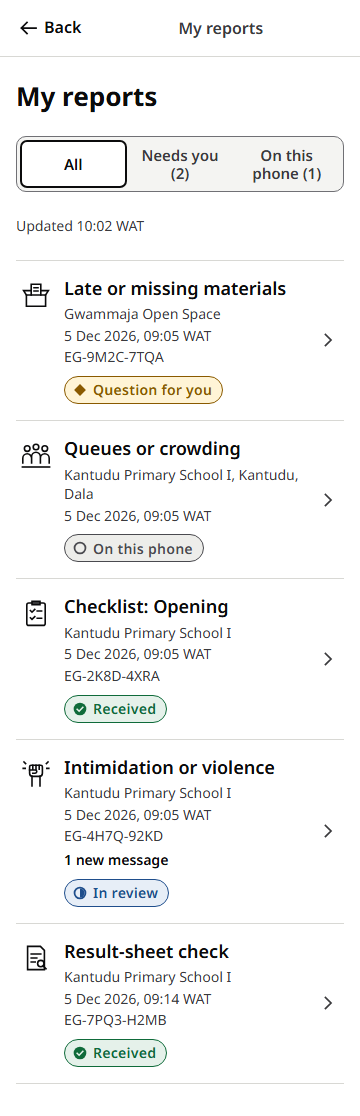 Back
My reports
My reports
All
Needs you
(2)
On this
phone (1)
Updated 10:02 WAT
Late or missing materials
Gwammaja Open Space
5 Dec 2026, 09:05 WAT
EG-9M2C-7TQA
Question for you
Queues or crowding
Kantudu Primary School I, Kantudu,
Dala
5 Dec 2026, 09:05 WAT
On this phone
Checklist: Opening
Kantudu Primary School I
5 Dec 2026, 09:05 WAT
EG-2K8D-4XRA
Received
Intimidation or violence
Kantudu Primary School I
5 Dec 2026, 09:05 WAT
EG-4H7Q-92KD
1 new message
In review
Result-sheet check
Kantudu Primary School I
5 Dec 2026, 09:14 WAT
EG-7PQ3-H2MB
Received